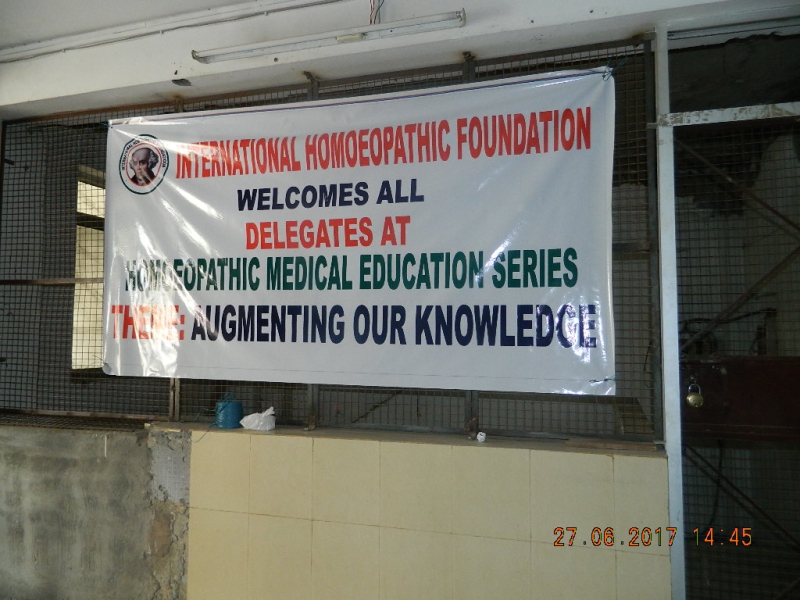 INTERNATIONAL HOMOEOPATHIC FOUNDATION
WELCOMES ALL
DELEGATES AT
HOMOEOPATHIC MEDICAL EDUCATION SERIES
THEME: AUGMENTING OUR KNOWLEDGE
27.06.2017 14:45